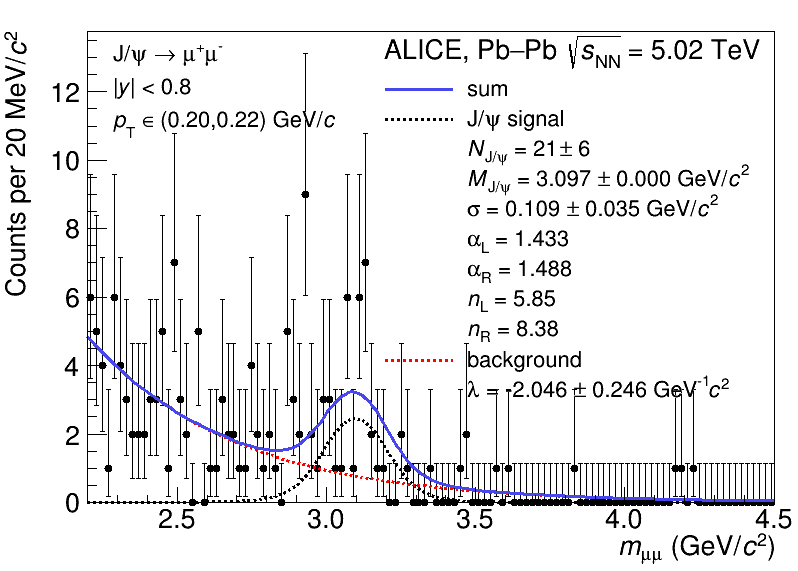 J/ψ → μ⁺μ⁻
|y| < 0.8
p_T ∈ (0.20,0.22) GeV/c
ALICE, Pb–Pb √s_NN = 5.02 TeV
sum
J/ψ signal
N_J/ψ = 21 ± 6
M_J/ψ = 3.097 ± 0.000 GeV/c²
σ = 0.109 ± 0.035 GeV/c²
α_L = 1.433
α_R = 1.488
n_L = 5.85
n_R = 8.38
background
λ = -2.046 ± 0.246 GeV⁻¹c²
Counts per 20 MeV/c²
12
10
8
6
4
2
0
2.5 3.0 3.5 4.0 4.5
m_μμ (GeV/c²)